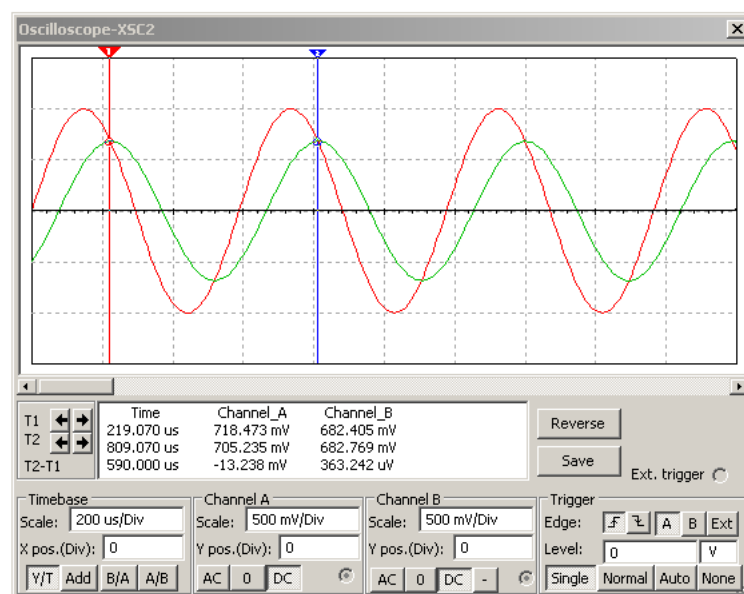 Oscilloscope-XSC2
1 2
Time Channel_A Channel_B
T1 219.070 us 718.473 mV 682.405 mV
T2 809.070 us 705.235 mV 682.769 mV
T2-T1 590.000 us -13.238 mV 363.242 uV
Reverse
Save
Ext. trigger
Timebase
Scale: 200 us/Div
X pos.(Div): 0
Y/T Add B/A A/B
Channel A
Scale: 500 mV/Div
Y pos.(Div): 0
AC 0 DC
Channel B
Scale: 500 mV/Div
Y pos.(Div): 0
AC 0 DC -
Trigger
Edge: A B Ext
Level: 0 V
Single Normal Auto None